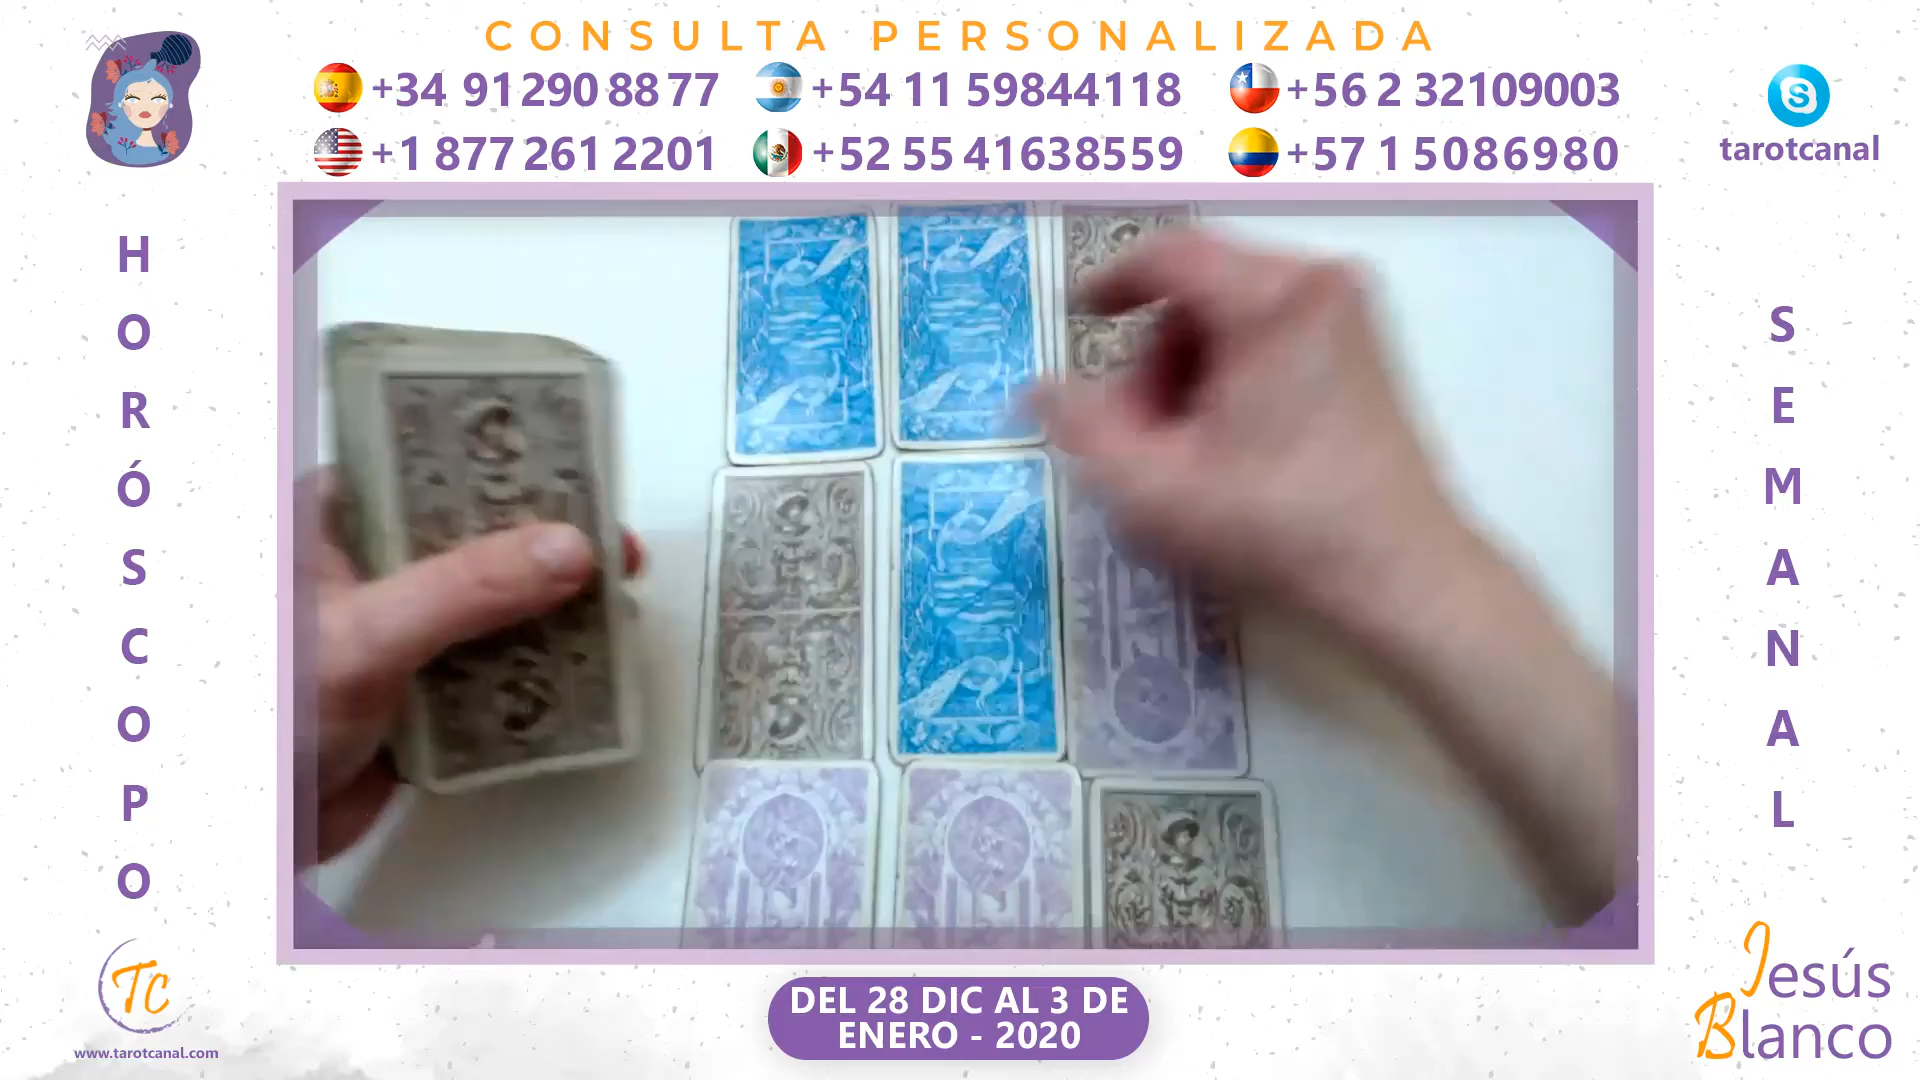 CONSULTA PERSONALIZADA
+34 91 290 88 77
+54 11 59844118
+56 2 32109003
+1 877 261 2201
+52 55 41638559
+57 1 5086980
tarotcanal
HORÓSCOPO
SEMANAL
TC
www.tarotcanal.com
DEL 28 DIC AL 3 DE
ENERO - 2020
Jesús
Blanco